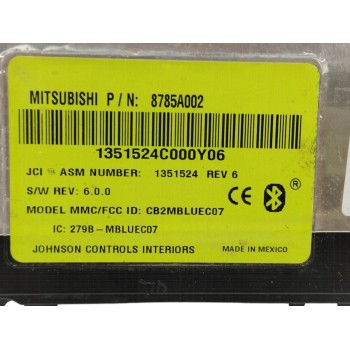 MITSUBISHI P / N: 8785A002
1351524C000Y06
JCI ASM NUMBER: 1351524 REV 6
S/W REV: 6.0.0
MODEL MMC/FCC ID: CB2MBLUEC07
IC: 279B-MBLUEC07
JOHNSON CONTROLS INTERIORS MADE IN MEXICO